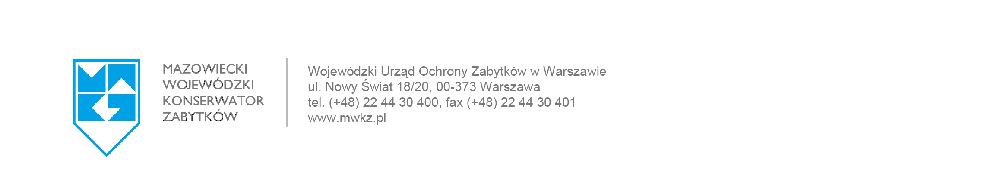 MAZOWIECKI
WOJEWÓDZKI
KONSERWATOR
ZABYTKÓW
Wojewódzki Urząd Ochrony Zabytków w Warszawie
ul. Nowy Świat 18/20, 00-373 Warszawa
tel. (+48) 22 44 30 400, fax (+48) 22 44 30 401
www.mwkz.pl